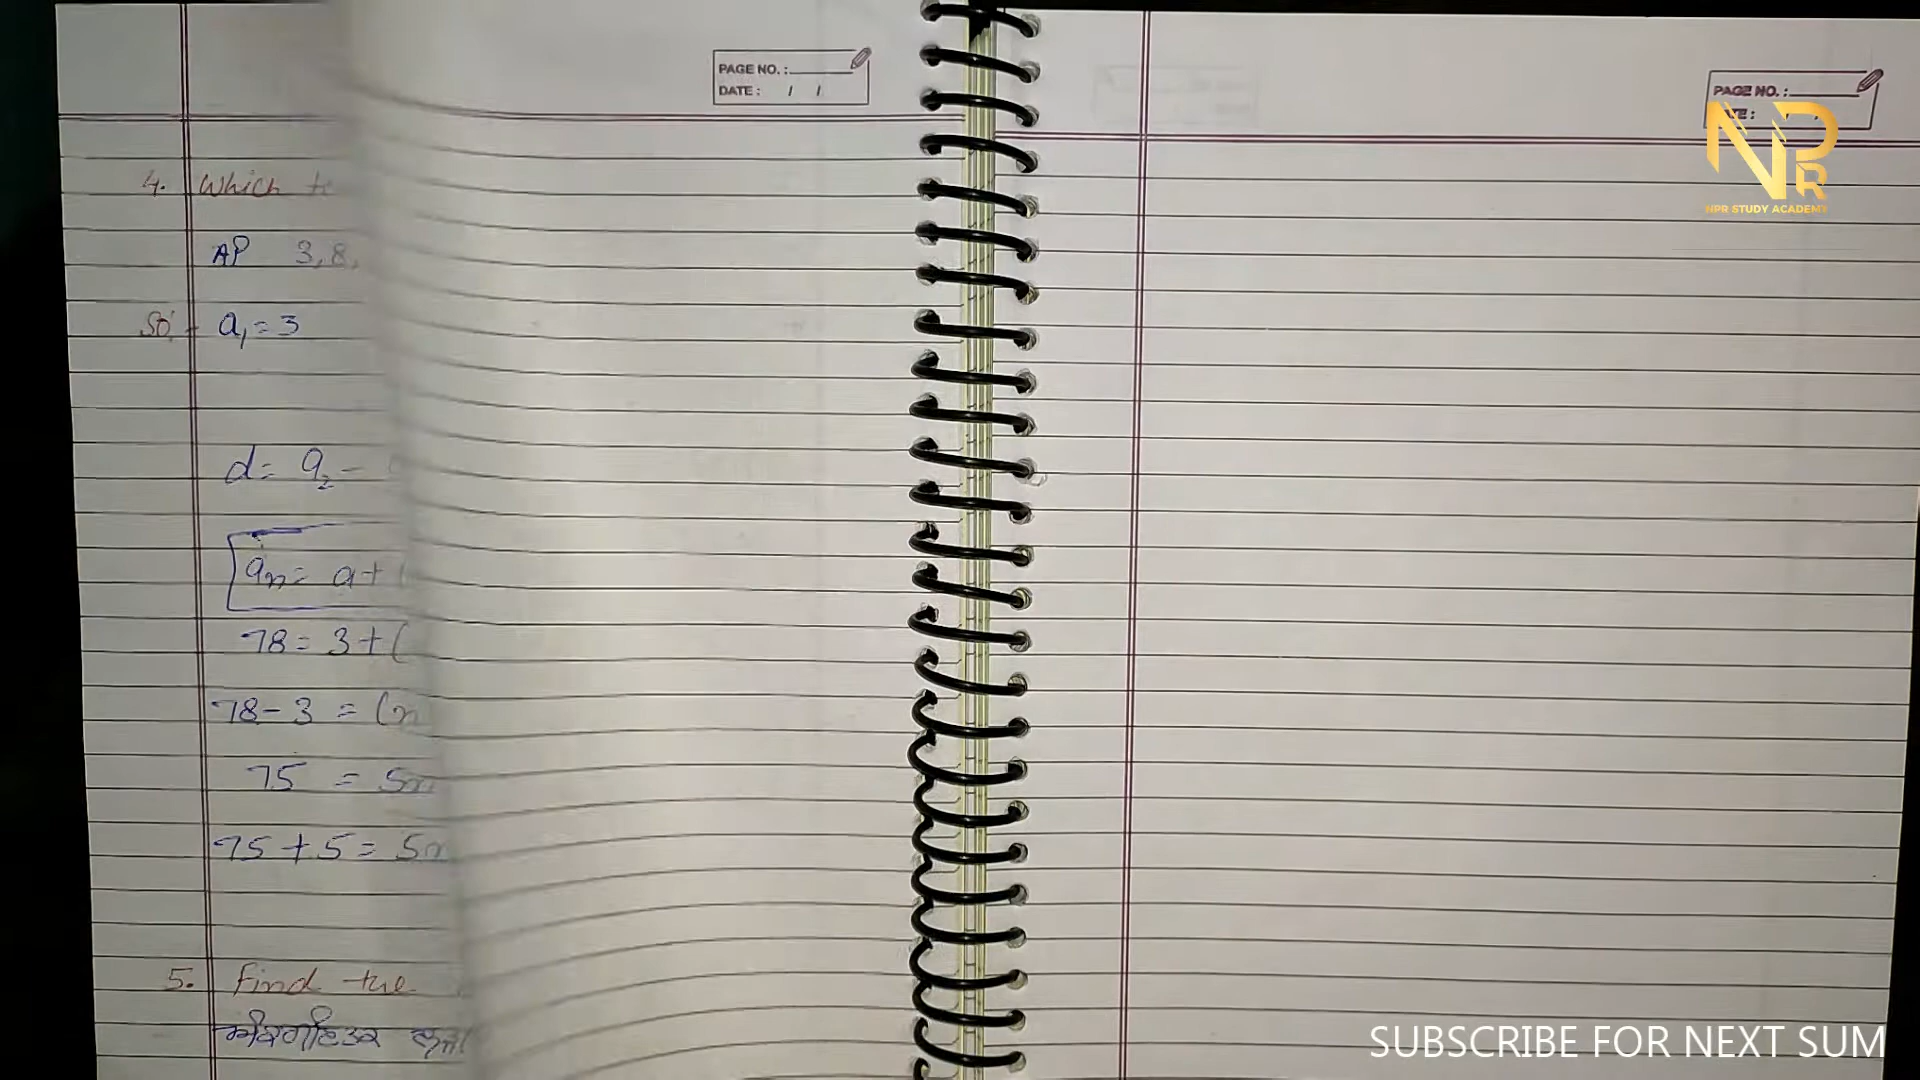 PAGE NO. :
DATE : / /
4. Which
AP 3, 8,
a₁ = 3
d = a₂ -
aₙ = a +
78 = 3 + (
78 - 3 = (n
75 = 5n
75 + 5 = 5n
5. Find the
PAGE NO. :
NPR
NPR STUDY ACADEMY
SUBSCRIBE FOR NEXT SUM